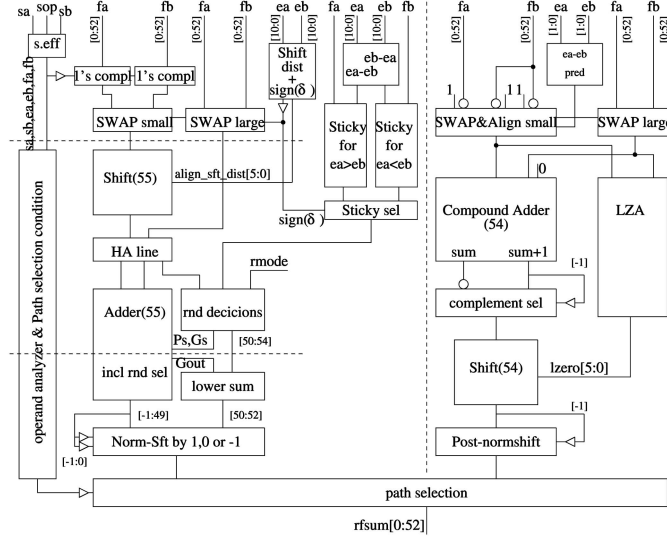 sa sop sb fa fb fa fb ea eb fa ea eb fb fa fb ea eb fa fb
[0:52] [0:52] [0:52] [0:52] [10:0] [10:0] [10:0] [10:0] [0:52] [0:52] [1:0] [1:0] [0:52] [0:52]
s.eff
sa,sb,ea,eb,fa,fb
1's compl 1's compl
Shift
dist
+
sign(δ)
eb-ea
ea-eb
ea-eb
pred
1 1 1
SWAP small SWAP large
Sticky
for
ea>eb
Sticky
for
ea<eb
SWAP&Align small SWAP large
operand analyzer & Path selection condition
Shift(55)
align_sft_dist[5:0]
0
sign(δ) Sticky sel
Compound Adder
(54)
LZA
HA line
sum sum+1
rmode
[-1]
Adder(55) rnd decicions
complement sel
Ps,Gs [50:54]
incl rnd sel
Gout
lower sum
Shift(54) lzero[5:0]
[-1:49] [50:52]
[-1]
Norm-Sft by 1,0 or -1
Post-normshift
[-1:0]
path selection
rfsum[0:52]